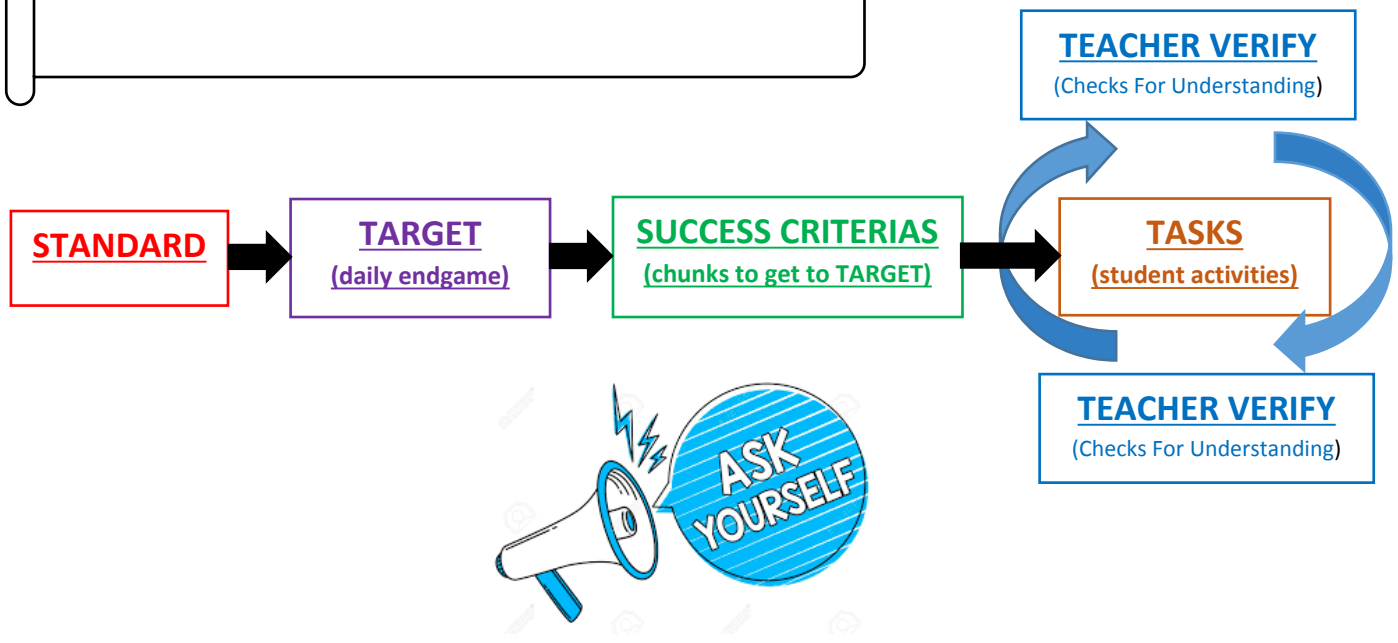 TEACHER VERIFY
(Checks For Understanding)
STANDARD
TARGET
(daily endgame)
SUCCESS CRITERIAS
(chunks to get to TARGET)
TASKS
(student activities)
TEACHER VERIFY
(Checks For Understanding)
ASK
YOURSELF